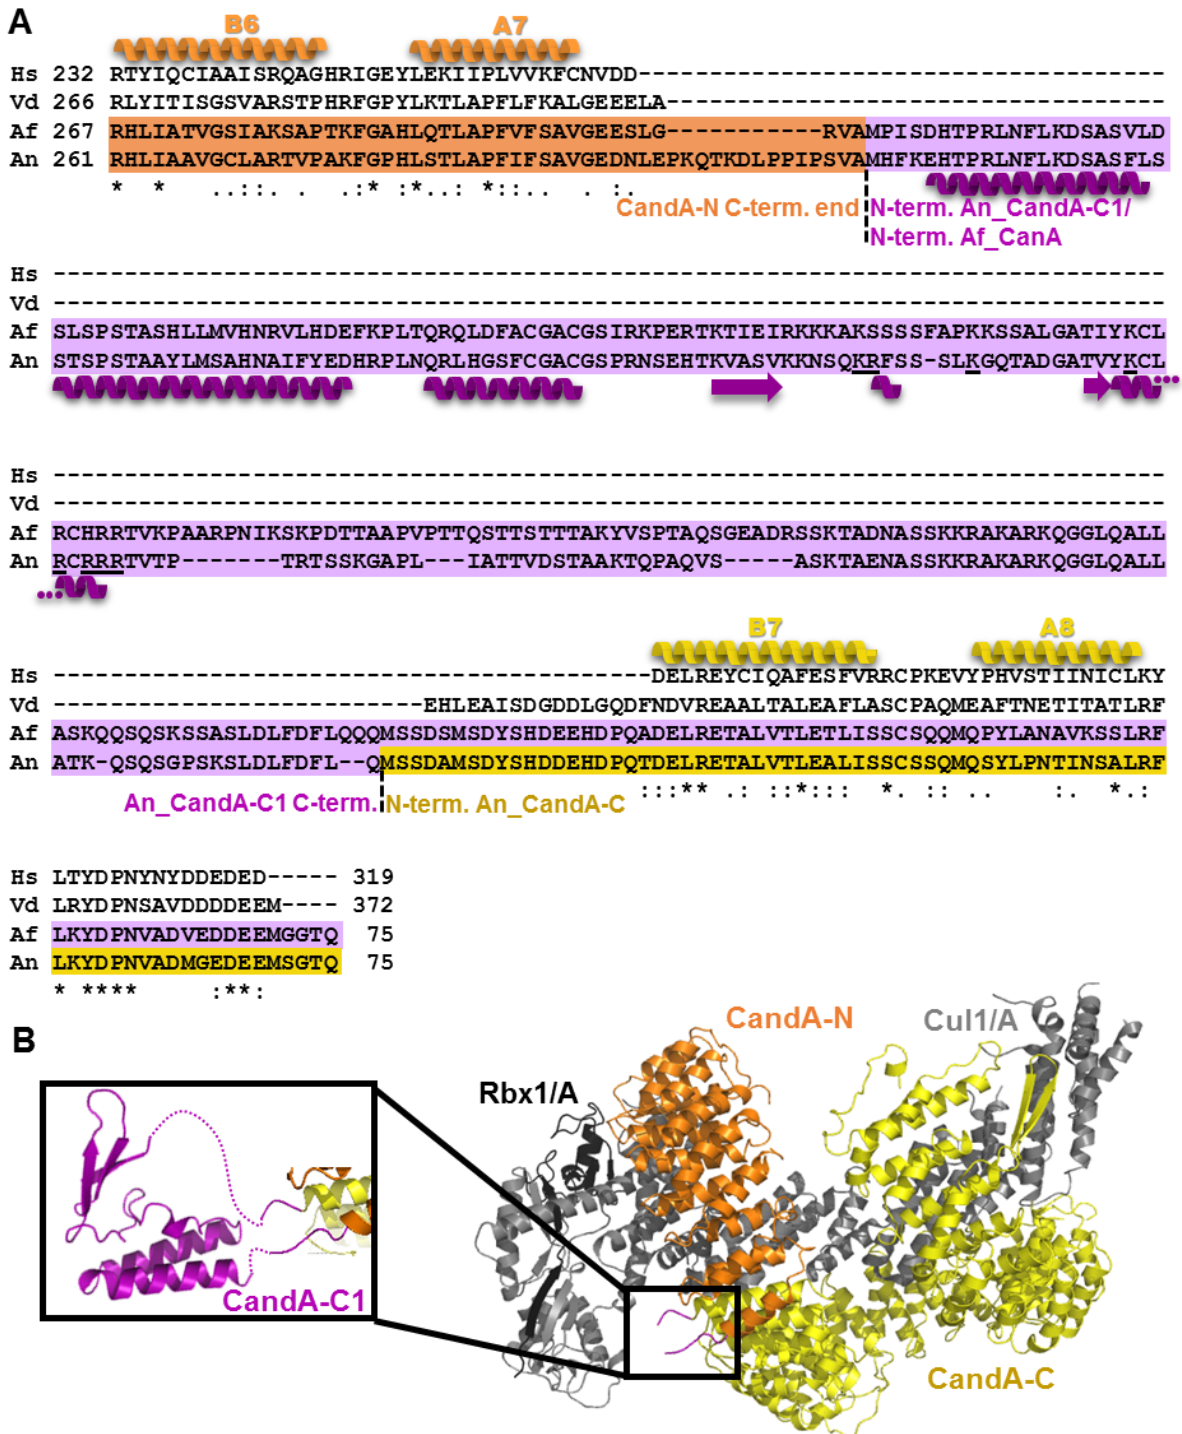 A
B6 A7
Hs 232 RTYIQCIAAISRQAGHRIGEYLEKIIPLVVKFCNVDD---------------------------------------
Vd 266 RLYITISGSVARSTPHRFGPYLKTLAPFLFKALGEEELA-------------------------------------
Af 267 RHLIATVGSIAKSAPTKFGAHLQTLAPFVFSAVGEESLG-----------RVAMPISDHTPRLNFLKDSASVLD
An 261 RHLIAAVGCLARTVPAKFGPHLSTLAPFIFSAVGEDNLEPKQTKDLPPIPSVAMHFKEHTPRLNFLKDSASFLS
* * ..::. . .:* :* :. *:.. . :.
CandA-N C-term. end N-term. An_CandA-C1/
N-term. Af_CanA
Hs --------------------------------------------------------------------------
Vd --------------------------------------------------------------------------
Af SLSPSTASHLLMVHNRVLHDEFKPLTQRQLDFACGACGSIRKPERTKTIEIRKKKAKSSSSFAPKKSSALGATIYKCL
An STSPSTAAYLMSAHNAIFYEDHRPLNQRLHGSFCGACGSPRNSEHTKVASVKKNSQKRFSS-SLKGQTADGATVYKCL
Hs --------------------------------------------------------------------------
Vd --------------------------------------------------------------------------
Af RCHRRTVKPAARPNIKSKPDTTAAPVPTTQSTTSTTTAKYVSPTAQSGEADRSSKTADNASSKKRAKARKQGGLQALL
An RCRRRTVTP-------TRTSSKGAPL---IATTVDSTAAKTQPAQVS-----ASKTAENASSKKRAKARKQGGLQALL
B7 A8
Hs ------------------------------------------DELREYCIQAFESFVRRCPKEVYPHVSTIINICLKY
Vd --------------------------EHLEAISDGDDLGQDFNDVREAALTALEAFLASCPAQMEAFTNETITATLRF
Af ASKQQSQSKSSASLDLFDFLQQQMSSDSMSDYSHDEEHDPQADELRETALVTLETLISSCSQQMQPYLANAVKSSLRF
An ATK-QSQSGPSKSLDLFDFL--QMSSDAMSDYSHDDEHDPQTDELRETALVTLEALISSCSSQMQSYLPNTINSALRF
:::** .: ::*::: *. :: .. :. *.:
An_CandA-C1 C-term. N-term. An_CandA-C
Hs LTYDPNYNYDDEDED----- 319
Vd LRYDPNSAVDDDDEEM---- 372
Af LKYDPNVADVEDDEEMGGTQ 75
An LKYDPNVADMGEDEEMSGTQ 75
* **** :**:
B
CandA-N
Cul1/A
Rbx1/A
CandA-C1
CandA-C